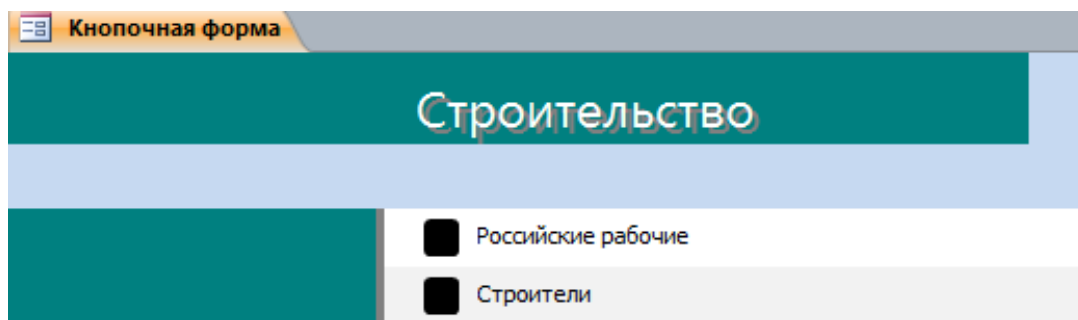 Кнопочная форма
Строительство
Российские рабочие
Строители